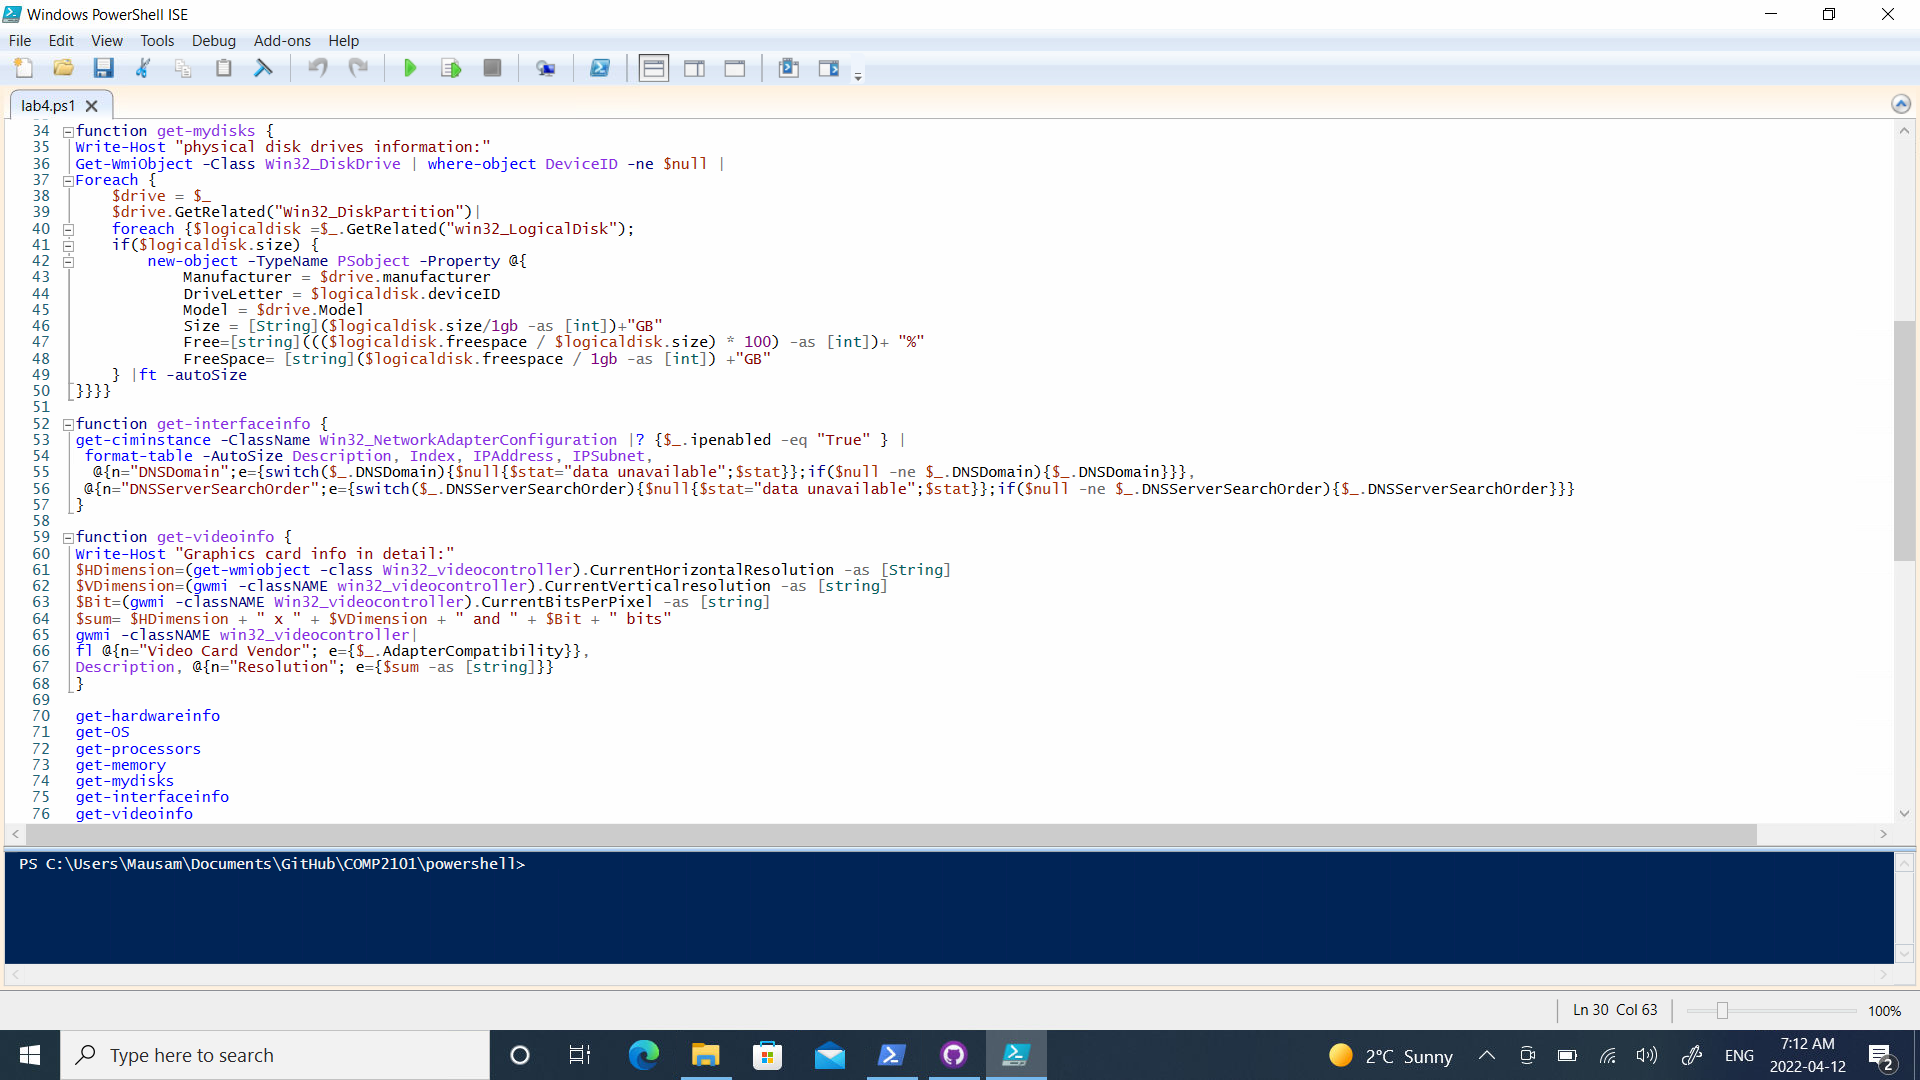 Windows PowerShell ISE
File Edit View Tools Debug Add-ons Help
lab4.ps1
34 function get-mydisks {
35 Write-Host "physical disk drives information:"
36 Get-WmiObject -Class Win32_DiskDrive | where-object DeviceID -ne $null |
37 Foreach {
38 $drive = $_
39 $drive.GetRelated("Win32_DiskPartition")|
40 foreach {$logicaldisk =$_.GetRelated("win32_LogicalDisk");
41 if($logicaldisk.size) {
42 new-object -TypeName PSobject -Property @{
43 Manufacturer = $drive.manufacturer
44 DriveLetter = $logicaldisk.deviceID
45 Model = $drive.Model
46 Size = [String]($logicaldisk.size/1gb -as [int])+"GB"
47 Free=[string]((($logicaldisk.freespace / $logicaldisk.size) * 100) -as [int])+ "%"
48 FreeSpace= [string]($logicaldisk.freespace / 1gb -as [int]) +"GB"
49 } |ft -autoSize
50 }}}}
51
52 function get-interfaceinfo {
53 get-ciminstance -ClassName Win32_NetworkAdapterConfiguration |? {$_.ipenabled -eq "True" } |
54 format-table -AutoSize Description, Index, IPAddress, IPSubnet,
55 @{n="DNSDomain";e={switch($_.DNSDomain){$null{$stat="data unavailable";$stat}};if($null -ne $_.DNSDomain){$_.DNSDomain}}},
56 @{n="DNSServerSearchOrder";e={switch($_.DNSServerSearchOrder){$null{$stat="data unavailable";$stat}};if($null -ne $_.DNSServerSearchOrder){$_.DNSServerSearchOrder}}}
57 }
58
59 function get-videoinfo {
60 Write-Host "Graphics card info in detail:"
61 $HDimension=(get-wmiobject -class Win32_videocontroller).CurrentHorizontalResolution -as [String]
62 $VDimension=(gwmi -classNAME win32_videocontroller).CurrentVerticalresolution -as [string]
63 $Bit=(gwmi -classNAME Win32_videocontroller).CurrentBitsPerPixel -as [string]
64 $sum= $HDimension + " x " + $VDimension + " and " + $Bit + " bits"
65 gwmi -classNAME win32_videocontroller|
66 fl @{n="Video Card Vendor"; e={$_.AdapterCompatibility}},
67 Description, @{n="Resolution"; e={$sum -as [string]}}
68 }
69
70 get-hardwareinfo
71 get-OS
72 get-processors
73 get-memory
74 get-mydisks
75 get-interfaceinfo
76 get-videoinfo
PS C:\Users\Mausam\Documents\GitHub\COMP2101\powershell>
Ln 30 Col 63 100%
Type here to search
2°C Sunny
ENG
7:12 AM
2022-04-12
2